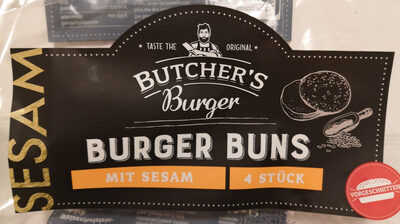 TASTE THE ORIGINAL
BUTCHER'S
Burger
SESAM
BURGER BUNS
MIT SESAM
4 STÜCK
VORGESCHNITTEN